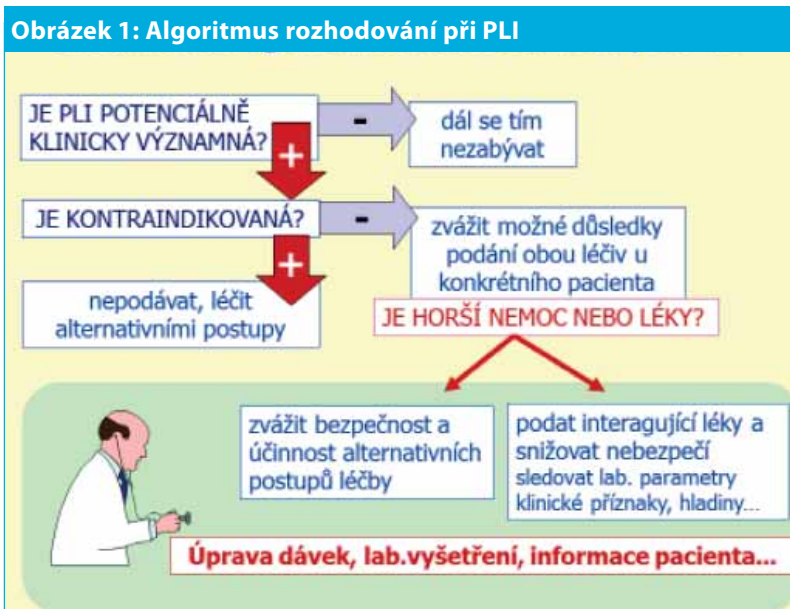 Obrázek 1: Algoritmus rozhodování při PLI
JE PLI POTENCIÁLNĚ
KLINICKY VÝZNAMNÁ?
-
dál se tím
nezabývat
+
JE KONTRAINDIKOVANÁ?
-
zvážit možné důsledky
podání obou léčiv u
konkrétního pacienta
+
nepodávat, léčit
alternativními postupy
JE HORŠÍ NEMOC NEBO LÉKY?
zvážit bezpečnost a
účinnost alternativních
postupů léčby
podat interagující léky a
snižovat nebezpečí
sledovat lab. parametry
klinické příznaky, hladiny...
Úprava dávek, lab.vyšetření, informace pacienta...